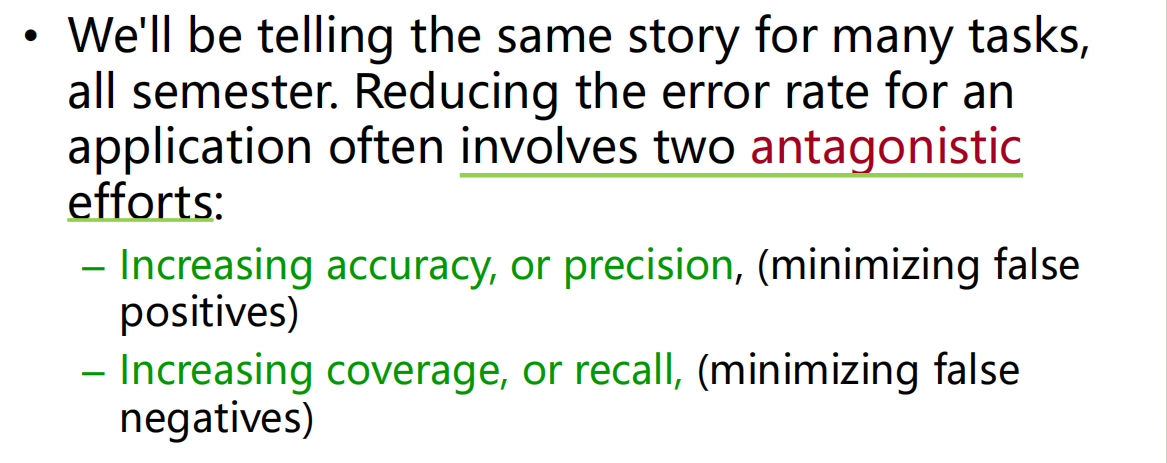 • We'll be telling the same story for many tasks,
all semester. Reducing the error rate for an
application often involves two antagonistic
efforts:
– Increasing accuracy, or precision, (minimizing false
positives)
– Increasing coverage, or recall, (minimizing false
negatives)